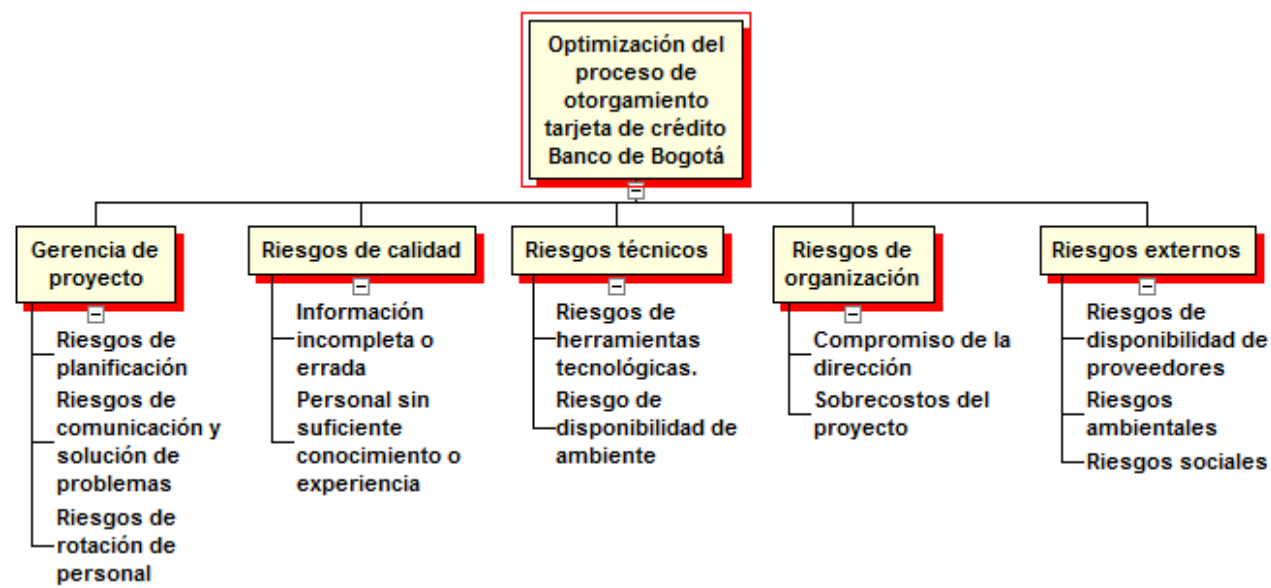 Optimización del
proceso de
otorgamiento
tarjeta de crédito
Banco de Bogotá
Gerencia de
proyecto
Riesgos de
planificación
Riesgos de
comunicación y
solución de
problemas
Riesgos de
rotación de
personal
Riesgos de calidad
Información
incompleta o
errada
Personal sin
suficiente
conocimiento o
experiencia
Riesgos técnicos
Riesgos de
herramientas
tecnológicas.
Riesgo de
disponibilidad de
ambiente
Riesgos de
organización
Compromiso de la
dirección
Sobrecostos del
proyecto
Riesgos externos
Riesgos de
disponibilidad de
proveedores
Riesgos
ambientales
Riesgos sociales